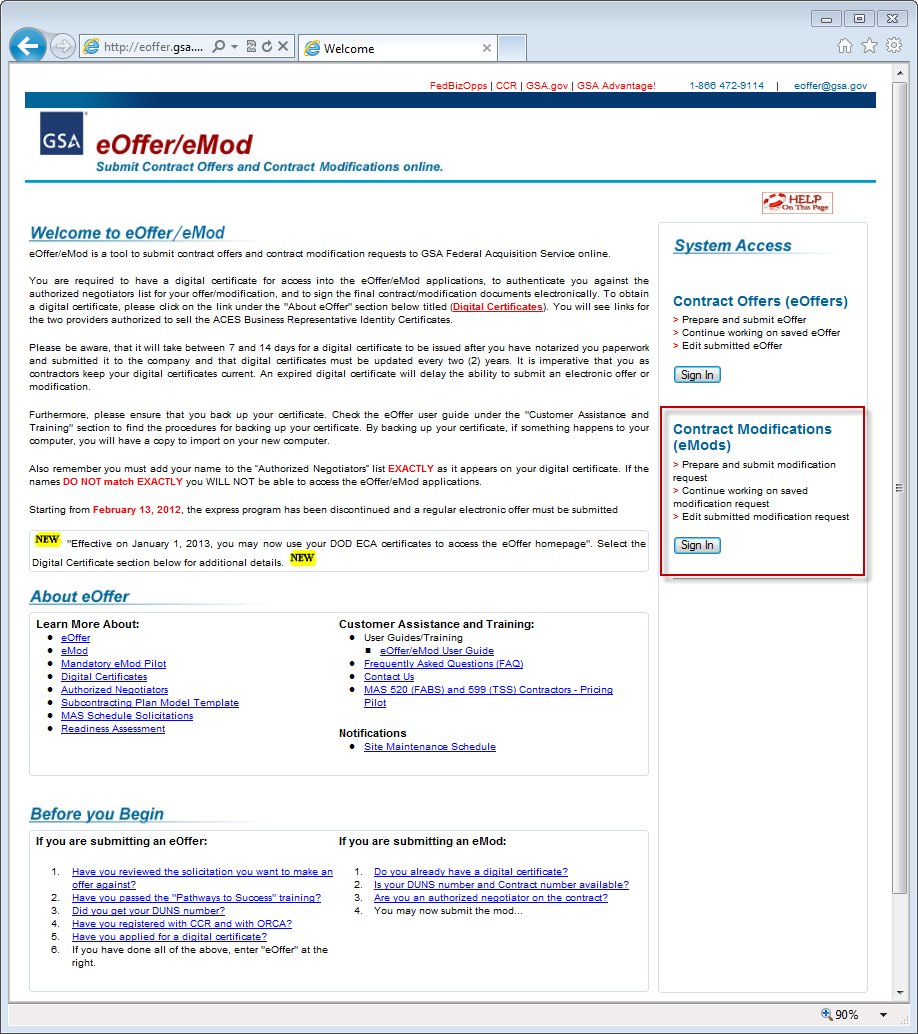 http://eoffer.gsa....
Welcome
FedBizOpps | CCR | GSA.gov | GSA Advantage!
1-866 472-9114 | eoffer@gsa.gov
GSA
eOffer/eMod
Submit Contract Offers and Contract Modifications online.
HELP
On This Page
Welcome to eOffer/eMod
eOffer/eMod is a tool to submit contract offers and contract modification requests to GSA Federal Acquisition Service online.
You are required to have a digital certificate for access into the eOffer/eMod applications, to authenticate you against the
authorized negotiators list for your offer/modification, and to sign the final contract/modification documents electronically. To obtain
a digital certificate, please click on the link under the "About eOffer" section below titled (Digital Certificates). You will see links for
the two providers authorized to sell the ACES Business Representative Identity Certificates.
Please be aware, that it will take between 7 and 14 days for a digital certificate to be issued after you have notarized you paperwork
and submitted it to the company and that digital certificates must be updated every two (2) years. It is imperative that you as
contractors keep your digital certificates current. An expired digital certificate will delay the ability to submit an electronic offer or
modification.
Furthermore, please ensure that you back up your certificate. Check the eOffer user guide under the "Customer Assistance and
Training" section to find the procedures for backing up your certificate. By backing up your certificate, if something happens to your
computer, you will have a copy to import on your new computer.
Also remember you must add your name to the "Authorized Negotiators" list EXACTLY as it appears on your digital certificate. If the
names DO NOT match EXACTLY you WILL NOT be able to access the eOffer/eMod applications.
Starting from February 13, 2012, the express program has been discontinued and a regular electronic offer must be submitted
NEW "Effective on January 1, 2013, you may now use your DOD ECA certificates to access the eOffer homepage". Select the
Digital Certificate section below for additional details. NEW
About eOffer
Learn More About:
eOffer
eMod
Mandatory eMod Pilot
Digital Certificates
Authorized Negotiators
Subcontracting Plan Model Template
MAS Schedule Solicitations
Readiness Assessment
Customer Assistance and Training:
User Guides/Training
eOffer/eMod User Guide
Frequently Asked Questions (FAQ)
Contact Us
MAS 520 (FABS) and 599 (TSS) Contractors - Pricing
Pilot
Notifications
Site Maintenance Schedule
Before you Begin
If you are submitting an eOffer:
1. Have you reviewed the solicitation you want to make an
offer against?
2. Have you passed the "Pathways to Success" training?
3. Did you get your DUNS number?
4. Have you registered with CCR and with ORCA?
5. Have you applied for a digital certificate?
6. If you have done all of the above, enter "eOffer" at the
right.
If you are submitting an eMod:
1. Do you already have a digital certificate?
2. Is your DUNS number and Contract number available?
3. Are you an authorized negotiator on the contract?
4. You may now submit the mod...
System Access
Contract Offers (eOffers)
> Prepare and submit eOffer
> Continue working on saved eOffer
> Edit submitted eOffer
Sign In
Contract Modifications
(eMods)
> Prepare and submit modification
request
> Continue working on saved
modification request
> Edit submitted modification request
Sign In
90%